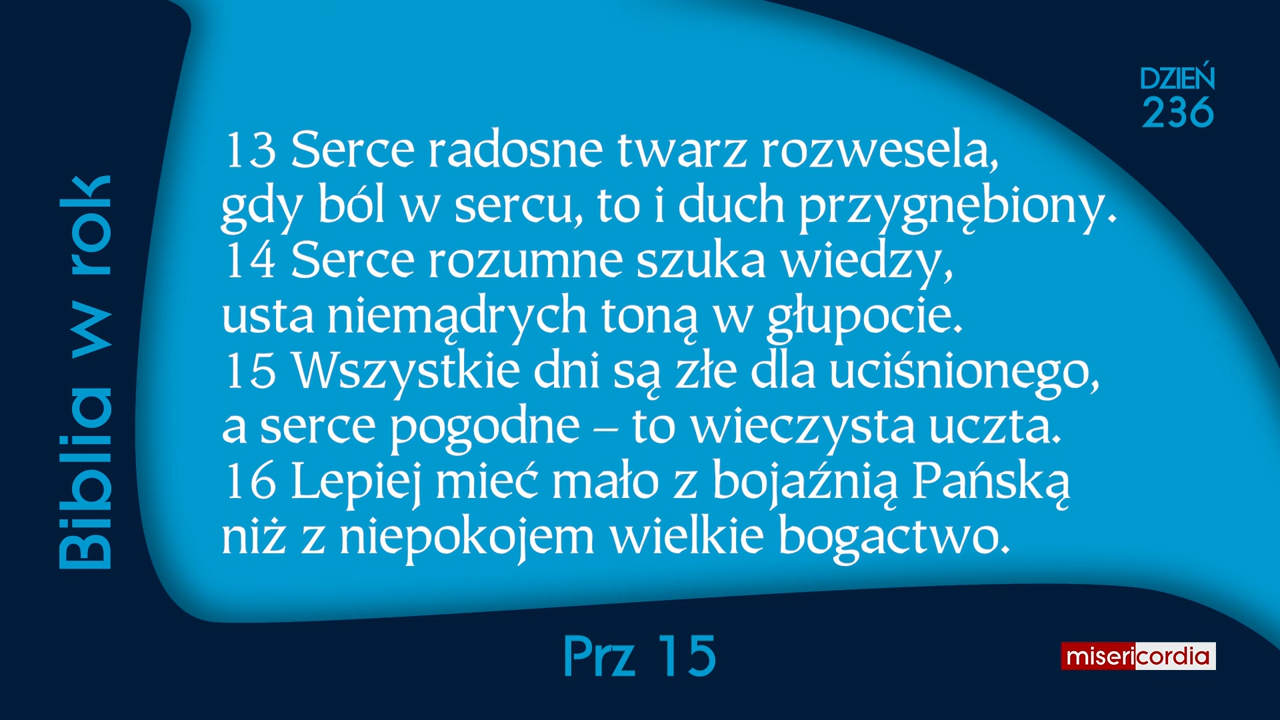 Biblia w rok
DZIEŃ
236
13 Serce radosne twarz rozwesela,
gdy ból w sercu, to i duch przygnębiony.
14 Serce rozumne szuka wiedzy,
usta niemądrych toną w głupocie.
15 Wszystkie dni są złe dla uciśnionego,
a serce pogodne – to wieczysta uczta.
16 Lepiej mieć mało z bojaźnią Pańską
niż z niepokojem wielkie bogactwo.
Prz 15
misericordia